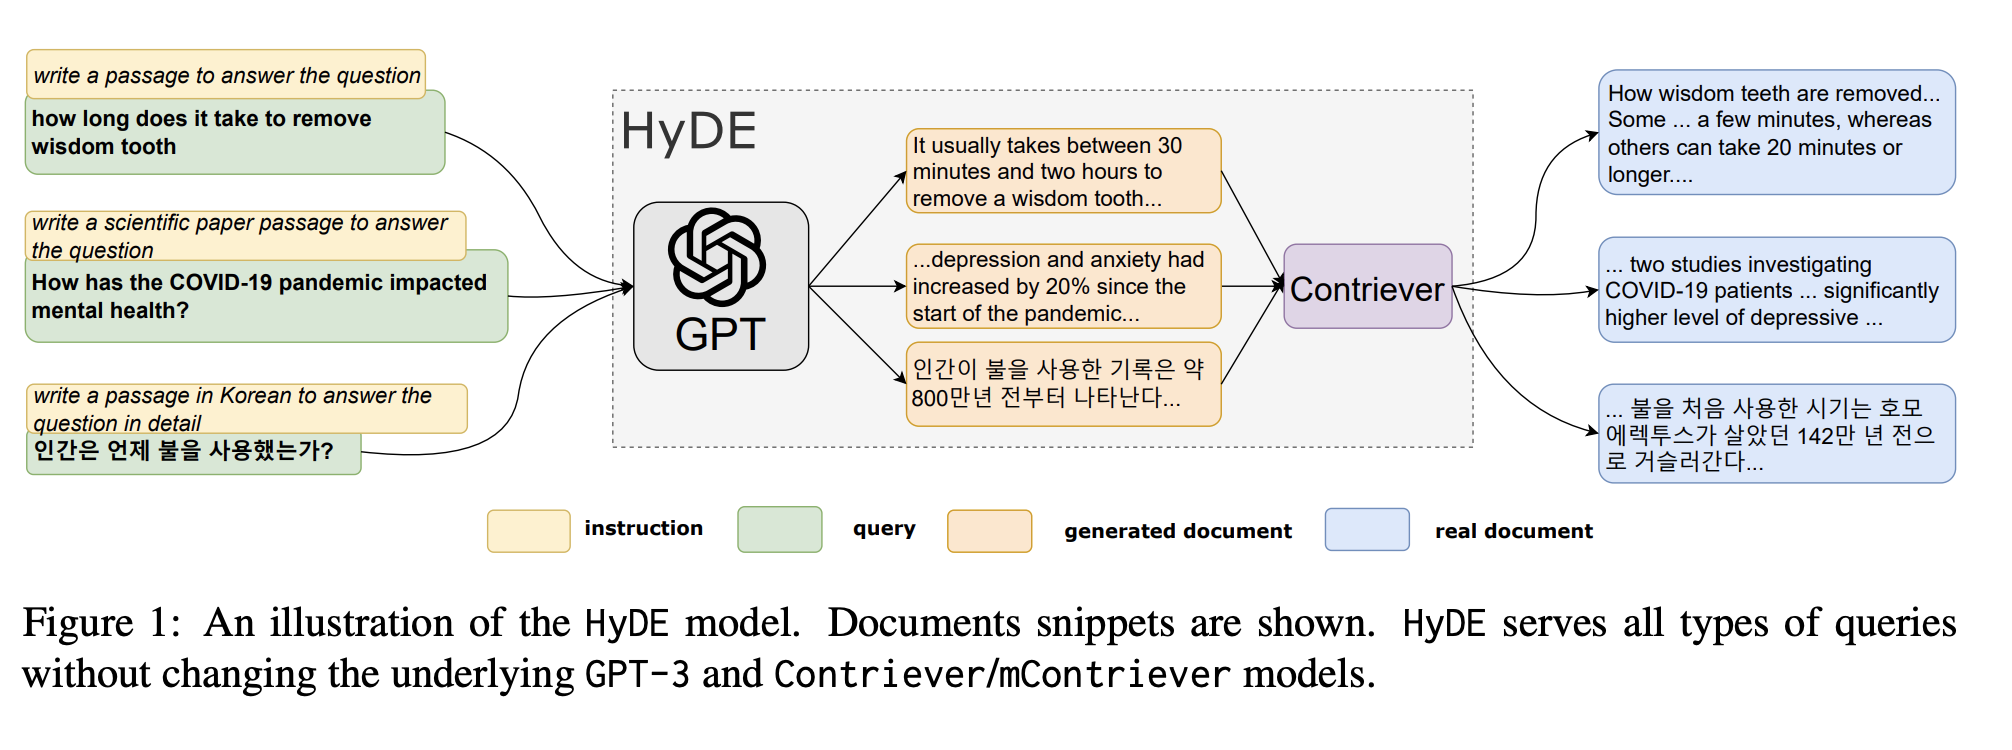 write a passage to answer the question
how long does it take to remove
wisdom tooth
write a scientific paper passage to answer
the question
How has the COVID-19 pandemic impacted
mental health?
write a passage in Korean to answer the
question in detail
인간은 언제 불을 사용했는가?
HyDE
GPT
It usually takes between 30
minutes and two hours to
remove a wisdom tooth...
...depression and anxiety had
increased by 20% since the
start of the pandemic...
인간이 불을 사용한 기록은 약
800만년 전부터 나타난다...
Contriever
How wisdom teeth are removed...
Some ... a few minutes, whereas
others can take 20 minutes or
longer....
... two studies investigating
COVID-19 patients ... significantly
higher level of depressive ...
... 불을 처음 사용한 시기는 호모
에렉투스가 살았던 142만 년 전으
로 거슬러간다...
instruction
query
generated document
real document
Figure 1: An illustration of the HyDE model. Documents snippets are shown. HyDE serves all types of queries
without changing the underlying GPT-3 and Contriever/mContriever models.